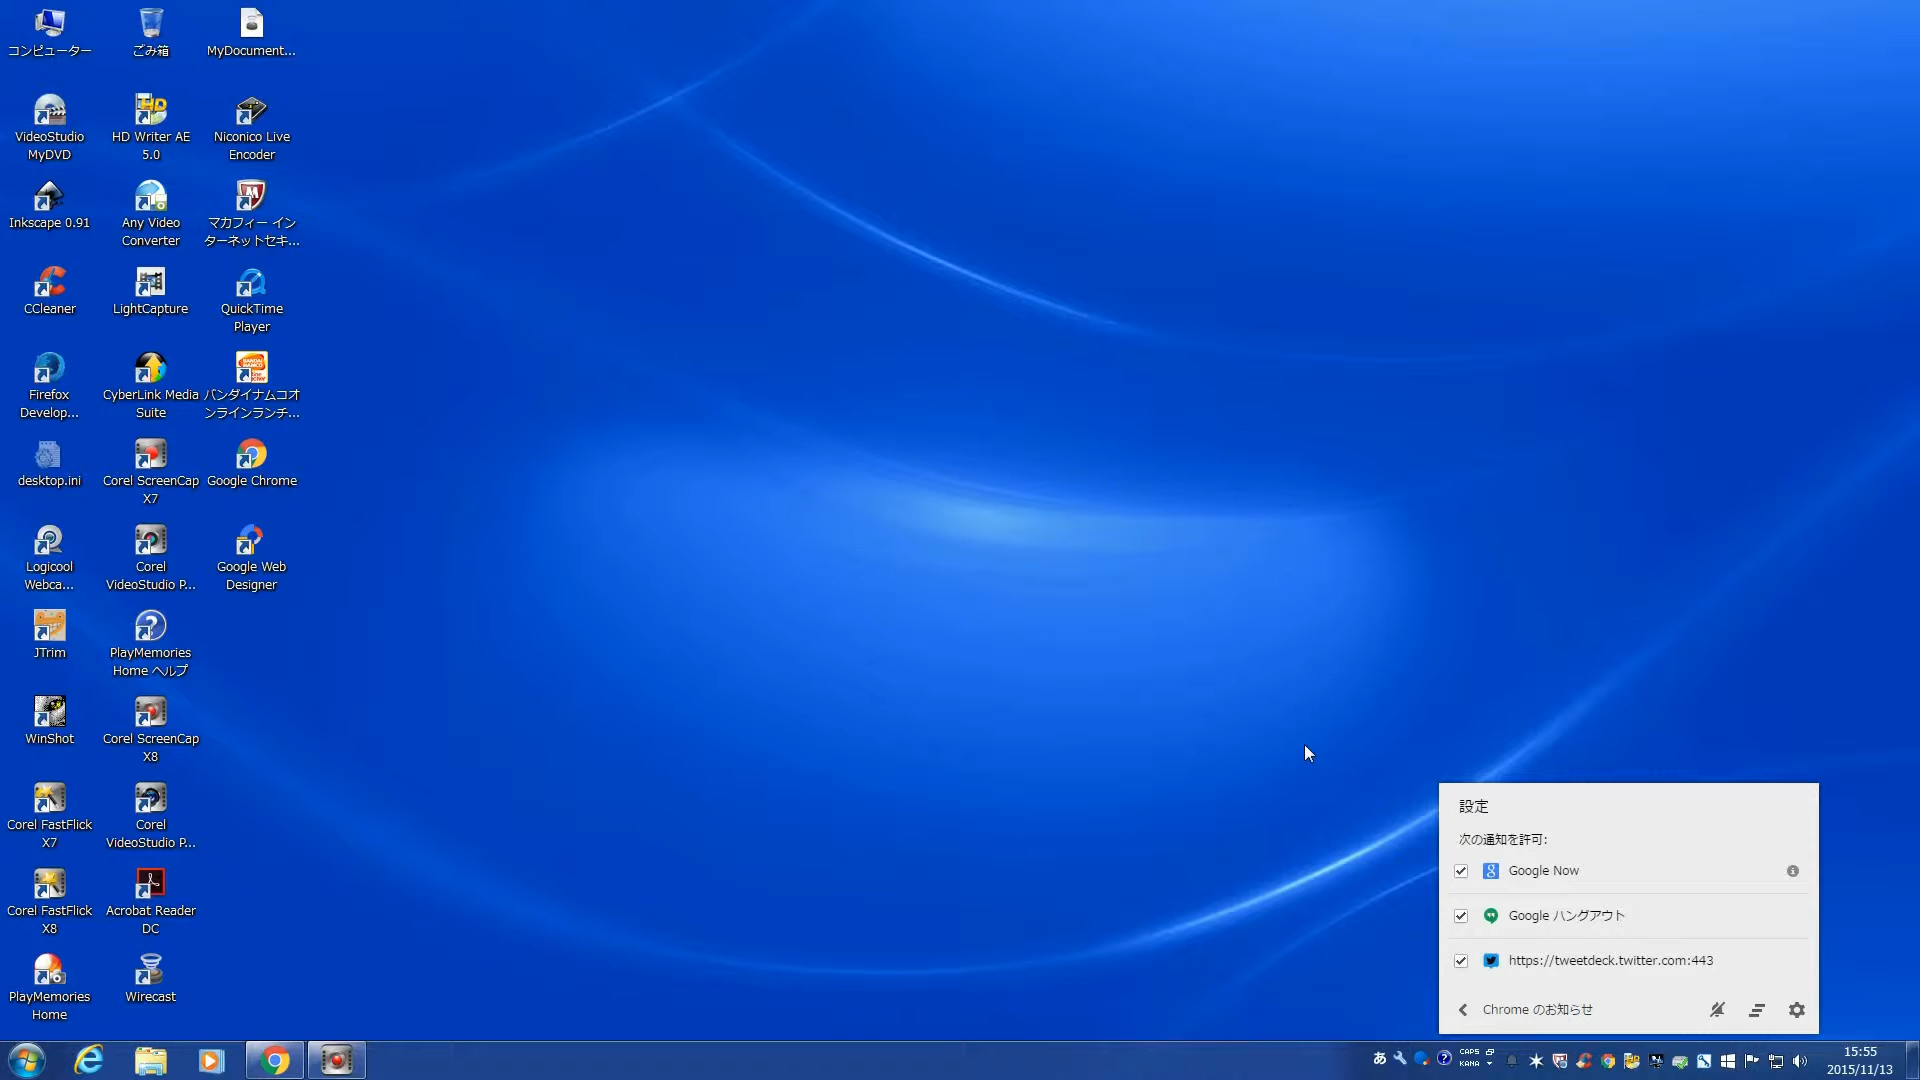 コンピューター
ごみ箱
MyDocument...
VideoStudio
MyDVD
HD Writer AE
5.0
Niconico Live
Encoder
Inkscape 0.91
Any Video
Converter
マカフィー イン
ターネットセキ...
CCleaner
LightCapture
QuickTime
Player
Firefox
Develop...
CyberLink Media
Suite
バンダイナムコオ
ンラインランチ...
desktop.ini
Corel ScreenCap
X7
Google Chrome
Logicool
Webca...
Corel
VideoStudio P...
Google Web
Designer
JTrim
PlayMemories
Home ヘルプ
WinShot
Corel ScreenCap
X8
Corel FastFlick
X7
Corel
VideoStudio P...
Corel FastFlick
X8
Acrobat Reader
DC
PlayMemories
Home
Wirecast
設定
次の通知を許可:
Google Now
Google ハングアウト
https://tweetdeck.twitter.com:443
Chrome のお知らせ
あ
CAPS
KANA
15:55
2015/11/13